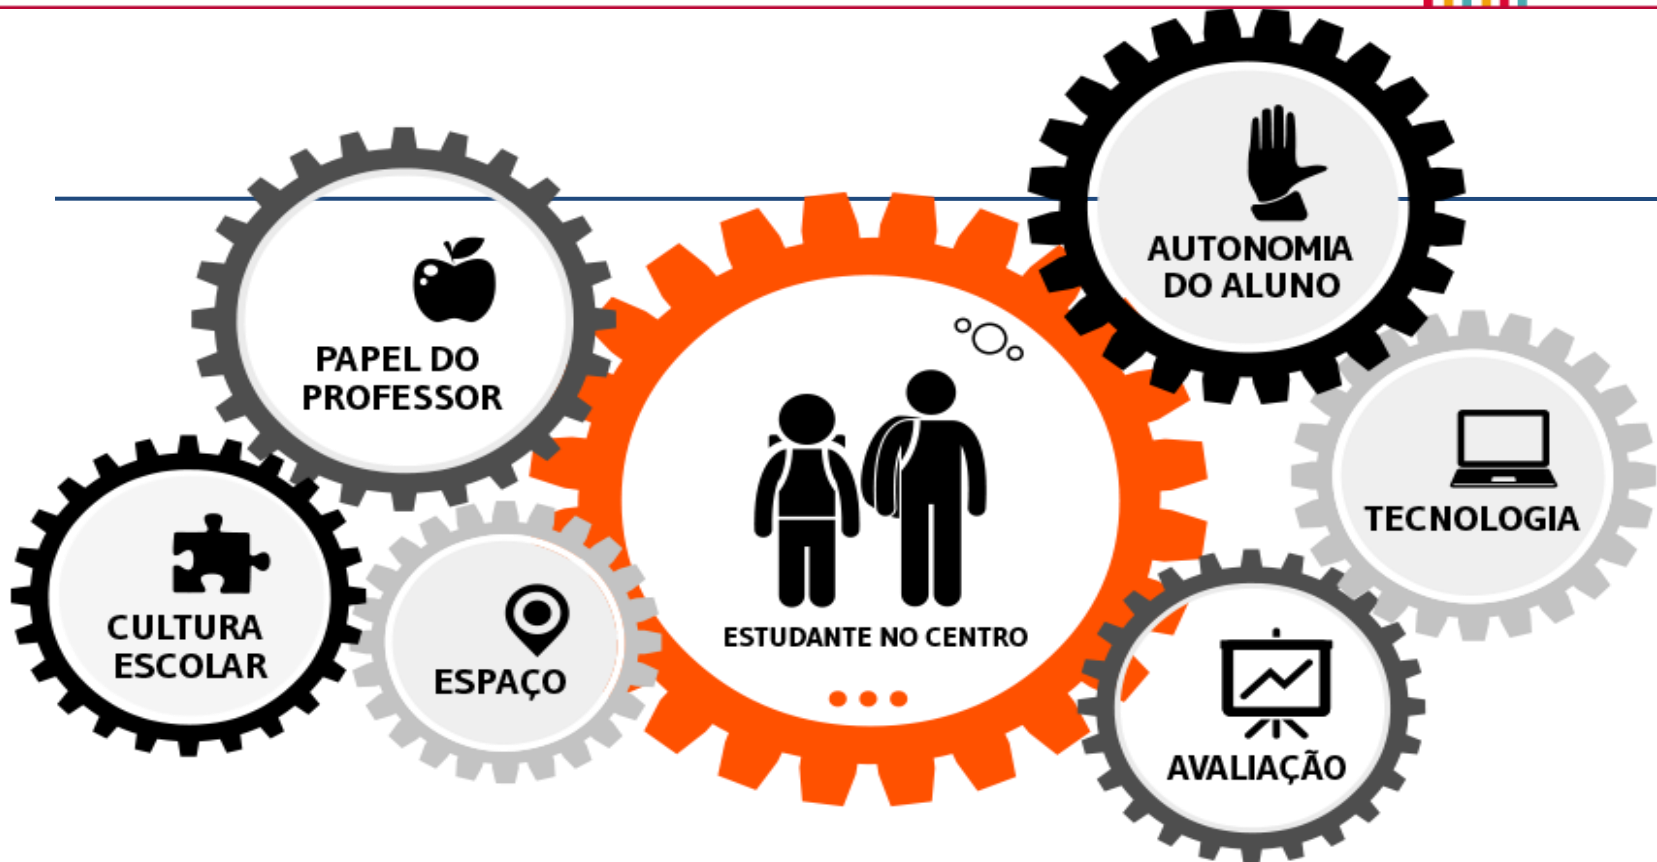 AUTONOMIA
DO ALUNO
PAPEL DO
PROFESSOR
TECNOLOGIA
CULTURA
ESCOLAR
ESPAÇO
ESTUDANTE NO CENTRO
AVALIAÇÃO